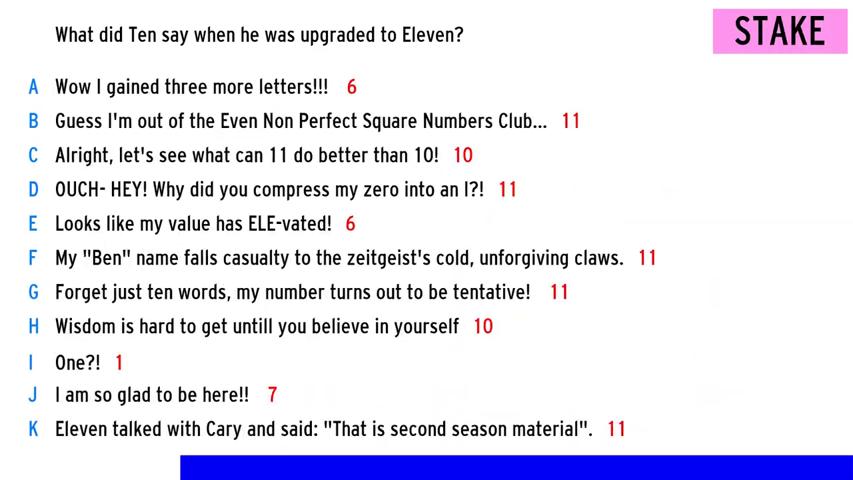 What did Ten say when he was upgraded to Eleven?
STAKE
A Wow I gained three more letters!!! 6
B Guess I'm out of the Even Non Perfect Square Numbers Club... 11
C Alright, let's see what can 11 do better than 10! 10
D OUCH- HEY! Why did you compress my zero into an I?! 11
E Looks like my value has ELE-vated! 6
F My "Ben" name falls casualty to the zeitgeist's cold, unforgiving claws. 11
G Forget just ten words, my number turns out to be tentative! 11
H Wisdom is hard to get untill you believe in yourself 10
I One?! 1
J I am so glad to be here!! 7
K Eleven talked with Cary and said: "That is second season material". 11